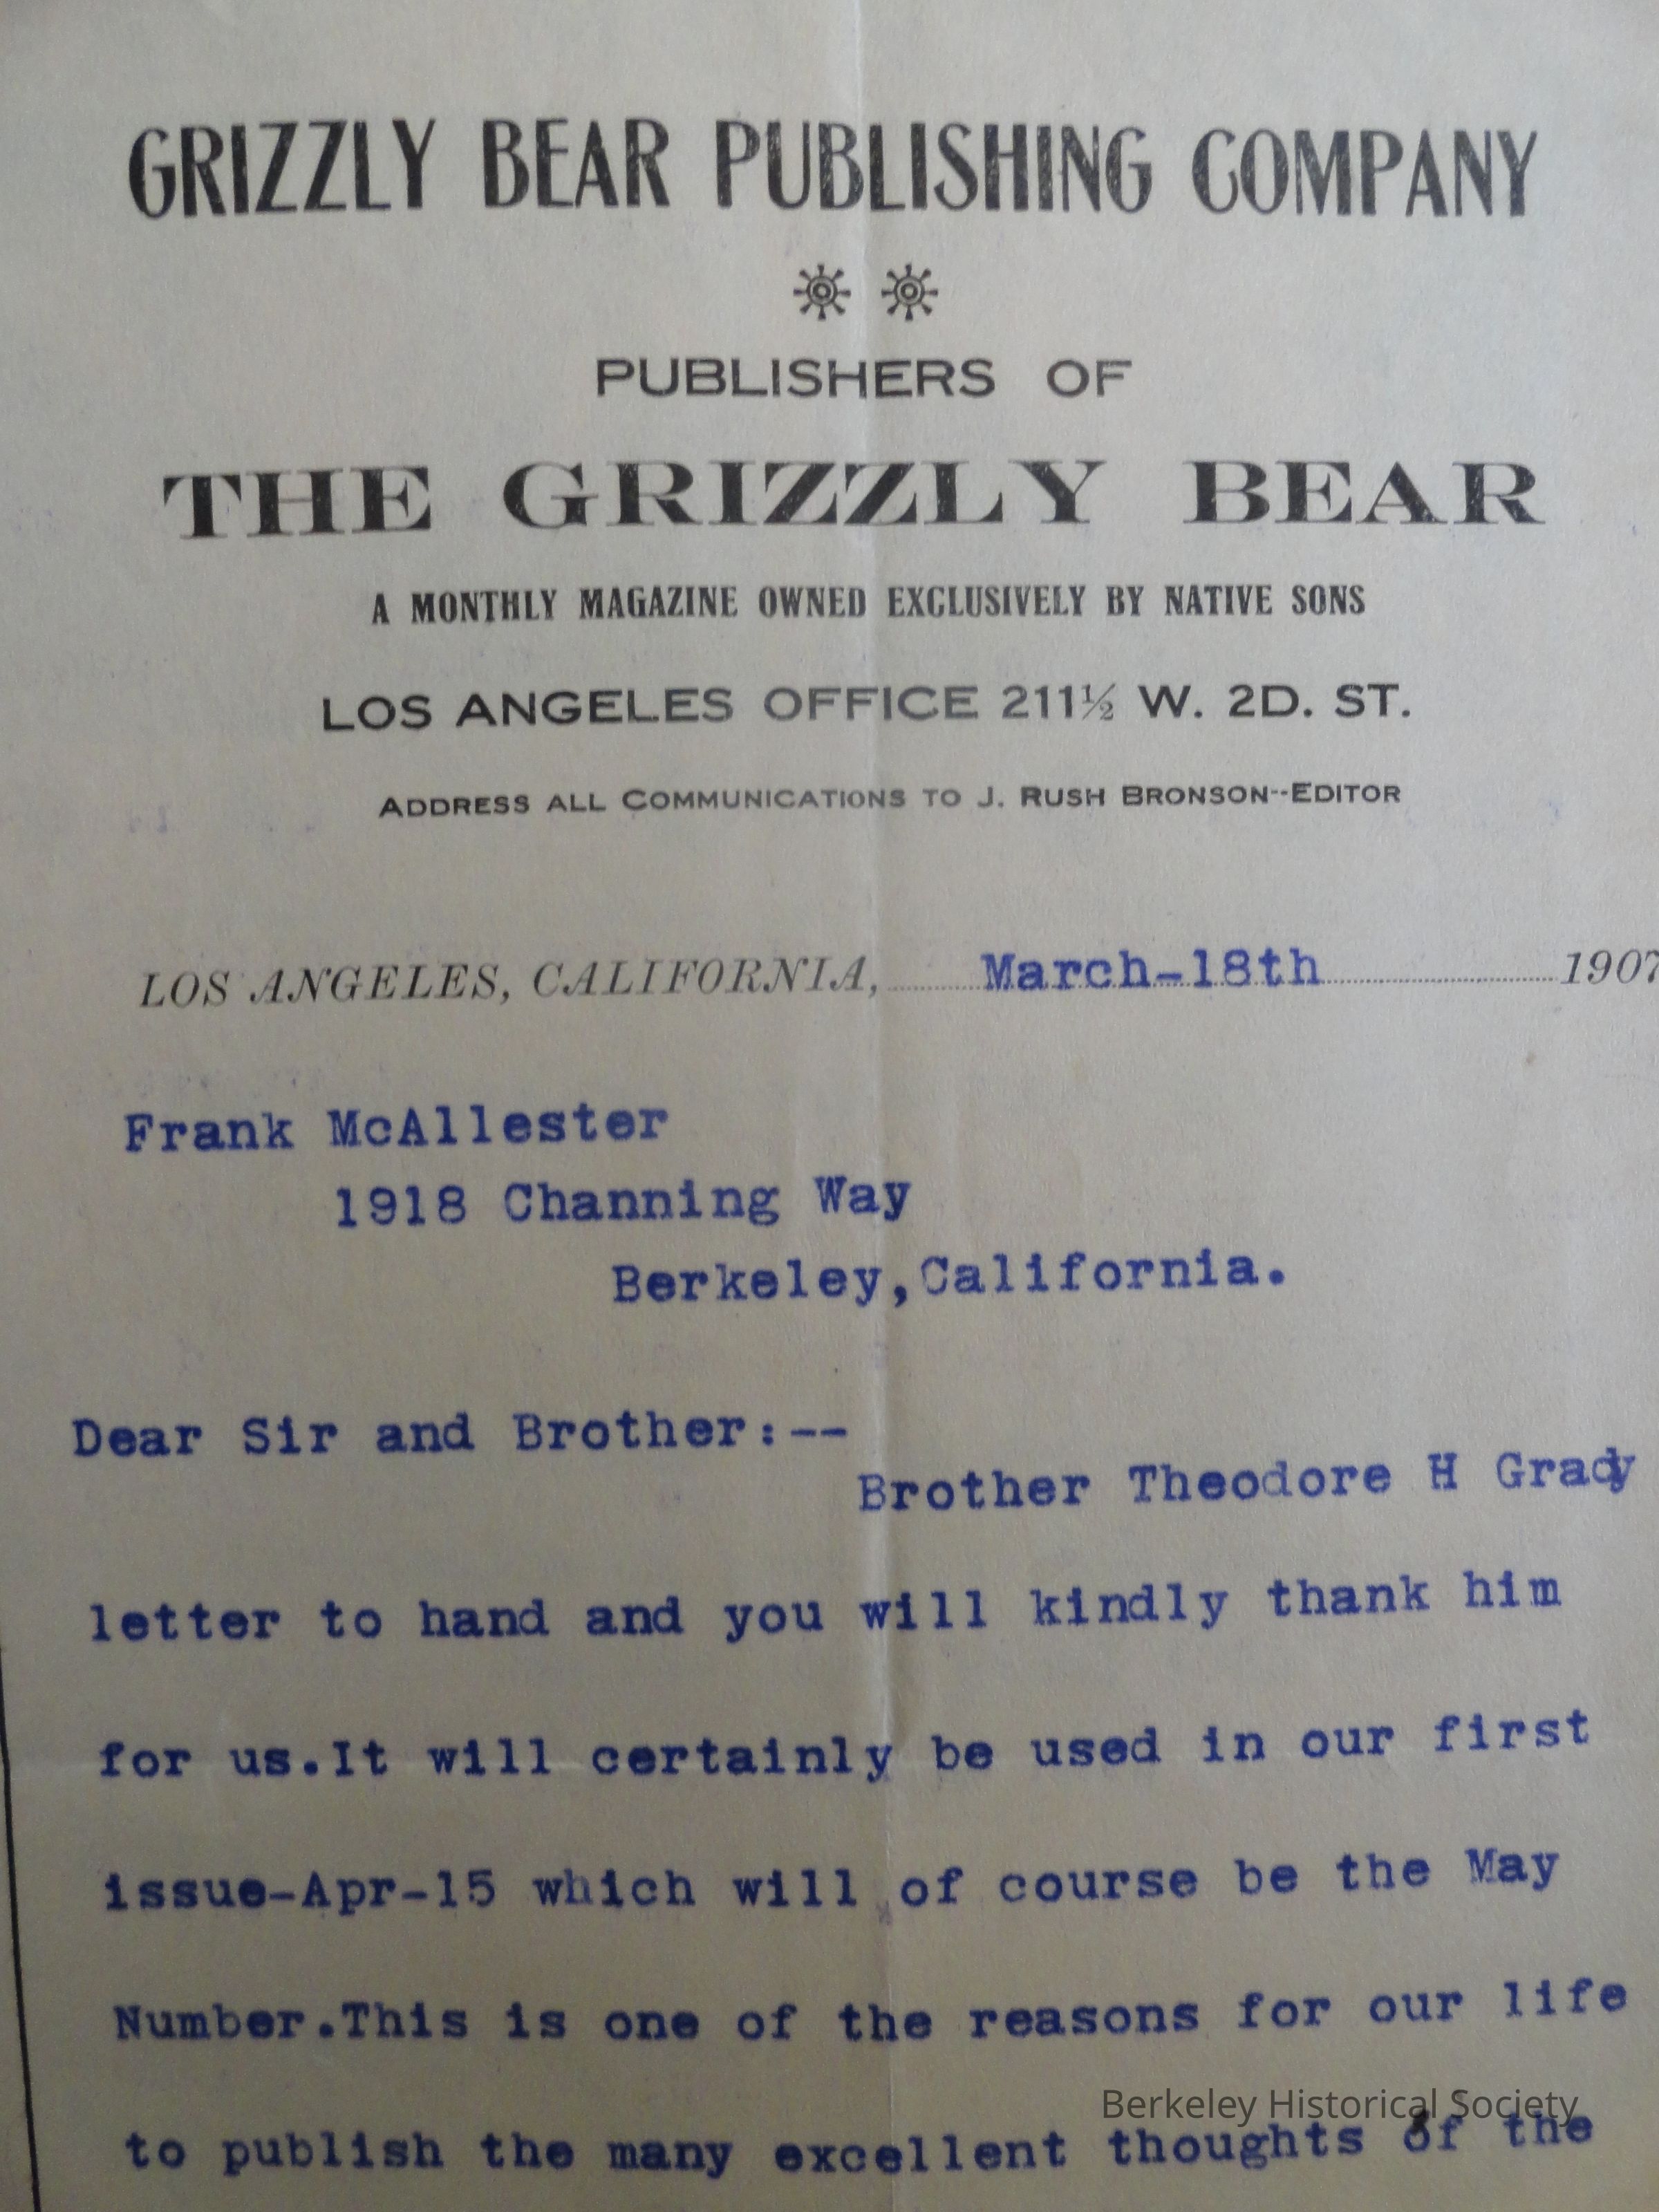 GRIZZLY BEAR PUBLISHING COMPANY
PUBLISHERS OF
THE GRIZZLY BEAR
A MONTHLY MAGAZINE OWNED EXCLUSIVELY BY NATIVE SONS
LOS ANGELES OFFICE 211½ W. 2D. ST.
ADDRESS ALL COMMUNICATIONS TO J. RUSH BRONSON--EDITOR
LOS ANGELES, CALIFORNIA, March-18th 1907
Frank McAllester
1918 Channing Way
Berkeley,California.
Dear Sir and Brother:--
Brother Theodore H Grady
letter to hand and you will kindly thank him
for us.It will certainly be used in our first
issue-Apr-15 which will of course be the May
Number.This is one of the reasons for our life
to publish the many excellent thoughts of the
Berkeley Historical Society